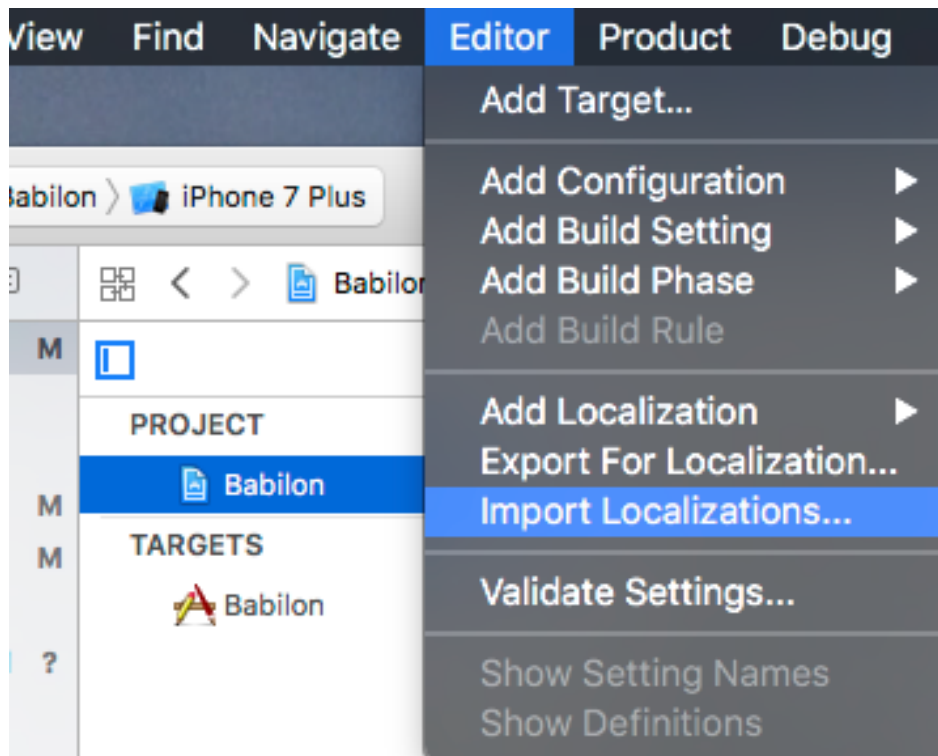 View Find Navigate Editor Product Debug
Add Target...
Babilon iPhone 7 Plus
Add Configuration
Add Build Setting
Babilon
Add Build Phase
Add Build Rule
M
PROJECT
Add Localization
Export For Localization...
Babilon
Import Localizations...
M
TARGETS
M
Validate Settings...
Babilon
?
Show Setting Names
Show Definitions